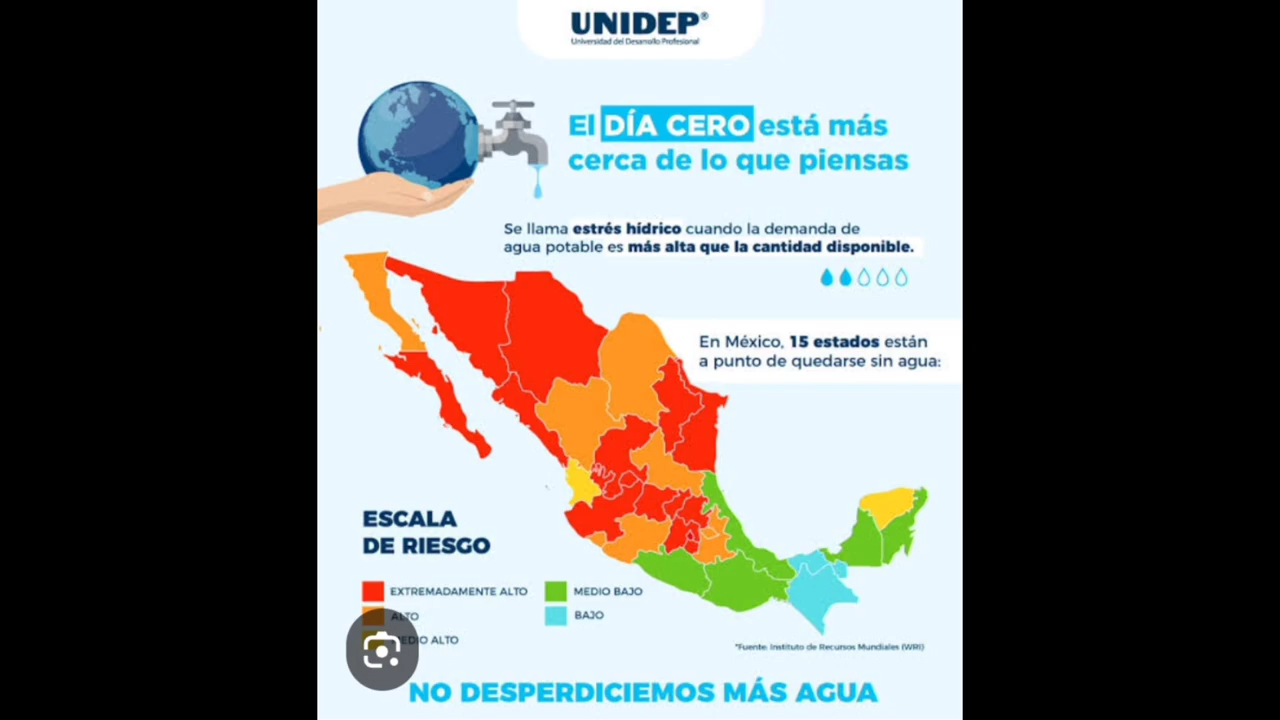 UNIDEP®
Universidad del Desarrollo Profesional
El DÍA CERO está más
cerca de lo que piensas
Se llama estrés hídrico cuando la demanda de
agua potable es más alta que la cantidad disponible.
En México, 15 estados están
a punto de quedarse sin agua:
ESCALA
DE RIESGO
EXTREMADAMENTE ALTO
ALTO
MEDIO ALTO
MEDIO BAJO
BAJO
*Fuente: Instituto de Recursos Mundiales (WRI)
NO DESPERDICIEMOS MÁS AGUA